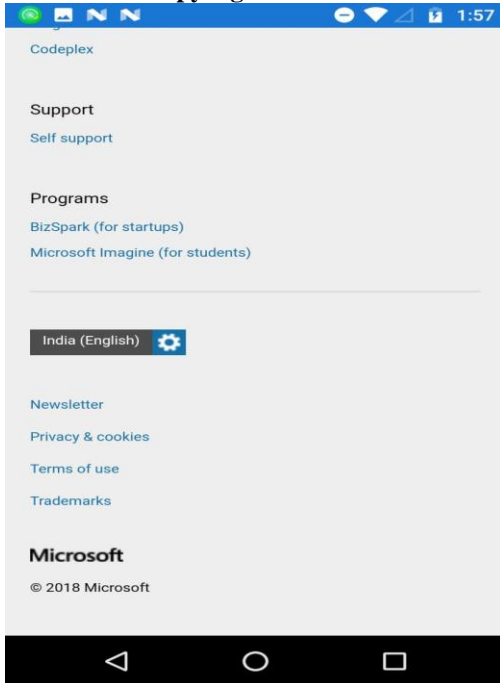 1:57
Codeplex
Support
Self support
Programs
BizSpark (for startups)
Microsoft Imagine (for students)
India (English)
Newsletter
Privacy & cookies
Terms of use
Trademarks
Microsoft
© 2018 Microsoft